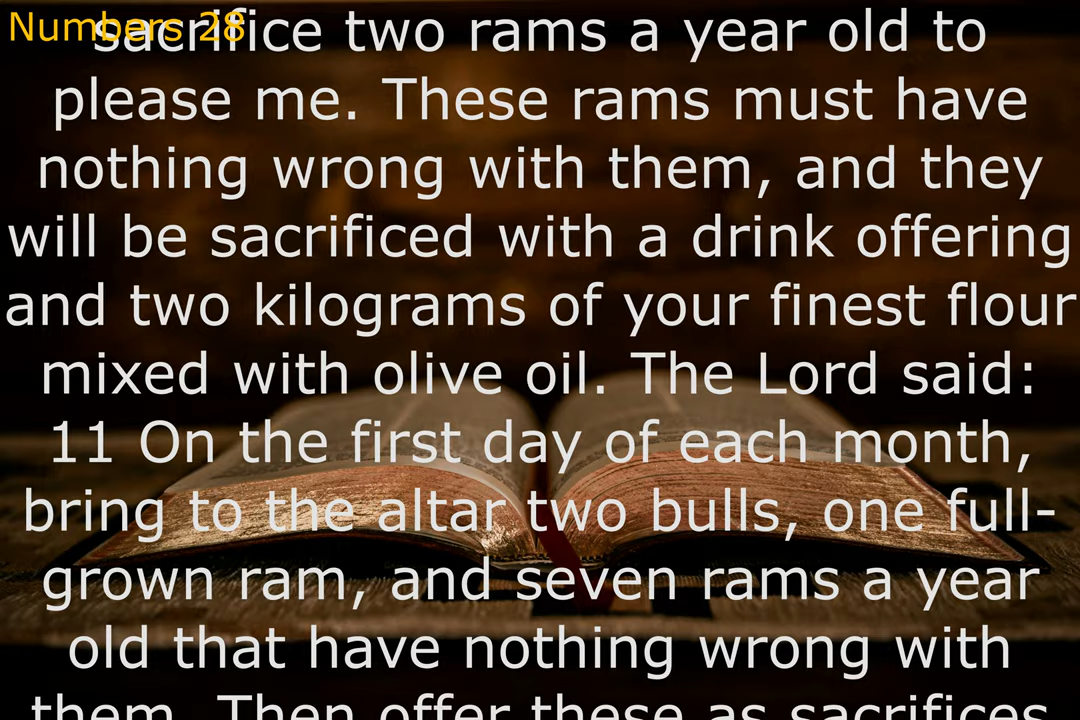 Numbers 28
sacrifice two rams a year old to
please me. These rams must have
nothing wrong with them, and they
will be sacrificed with a drink offering
and two kilograms of your finest flour
mixed with olive oil. The Lord said:
11 On the first day of each month,
bring to the altar two bulls, one full-
grown ram, and seven rams a year
old that have nothing wrong with
them. Then offer these as sacrifices